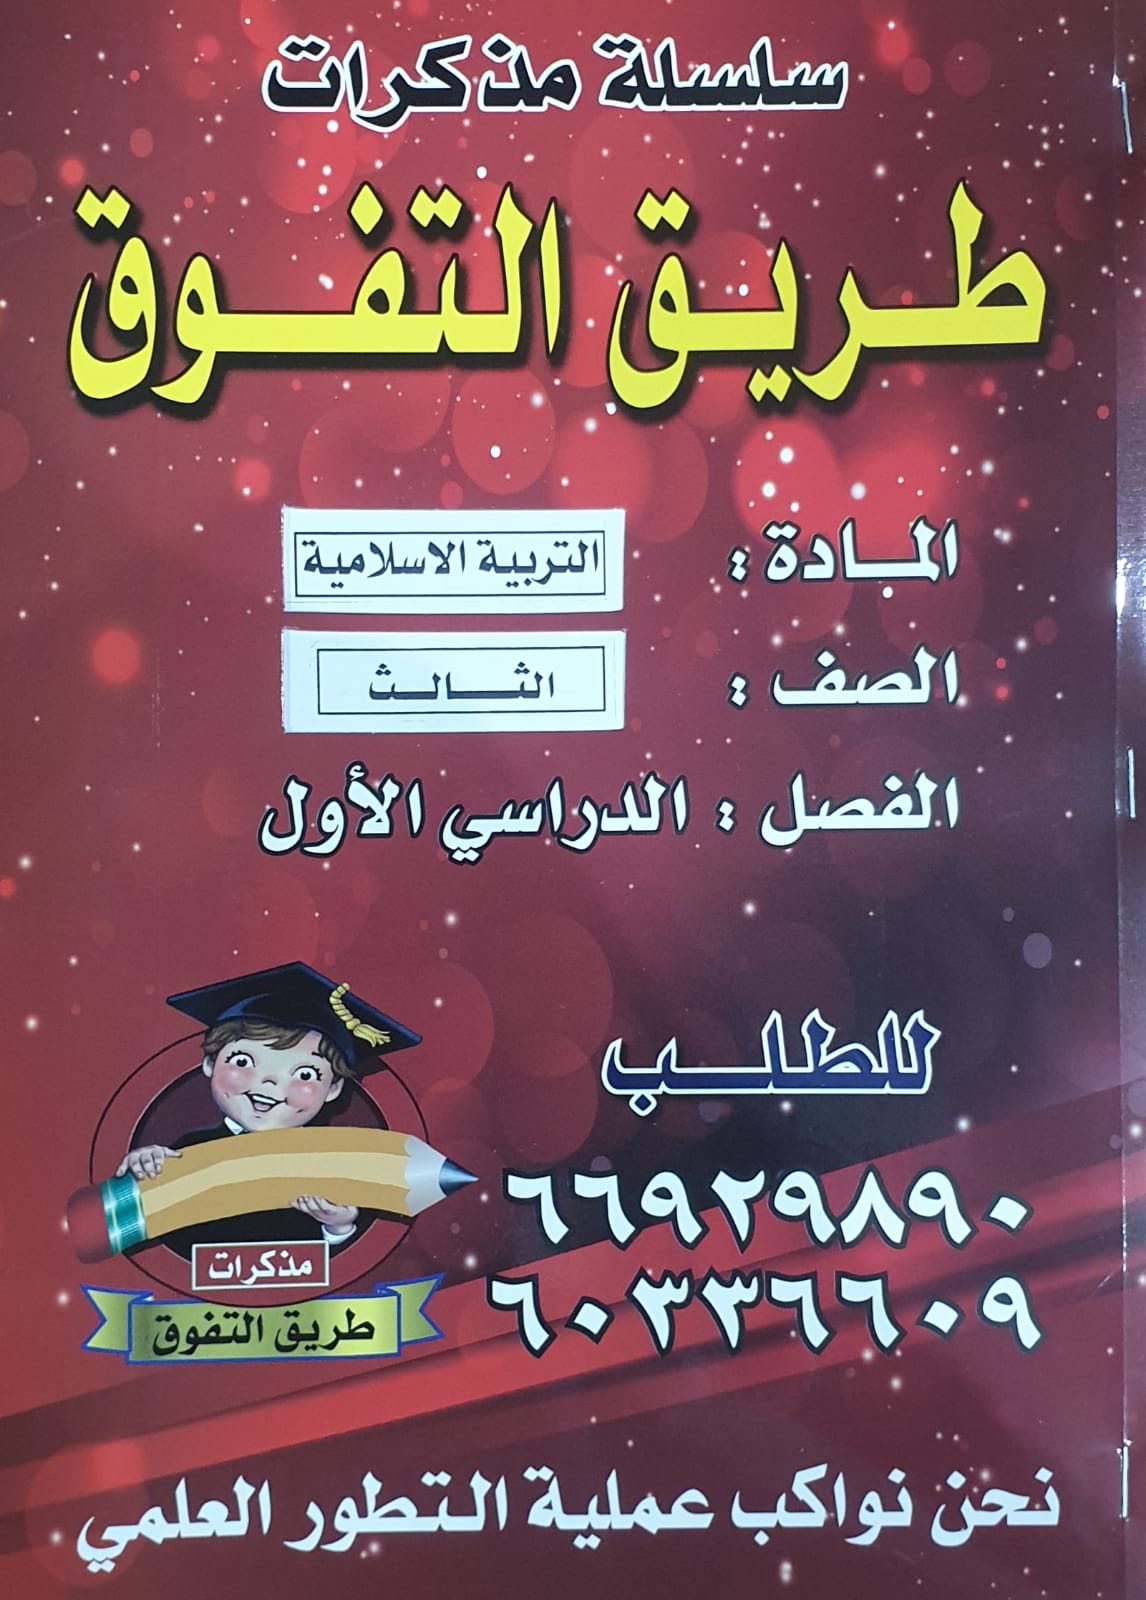 سلسلة مذكرات
طريق التفوق
المادة : التربية الاسلامية
الصف : الثالث
الفصل : الدراسي الأول
للطلب
٦٦٩٢٩٨٩٠
٦٠٣٣٦٦٠٩
مذكرات
طريق التفوق
نحن نواكب عملية التطور العلمي